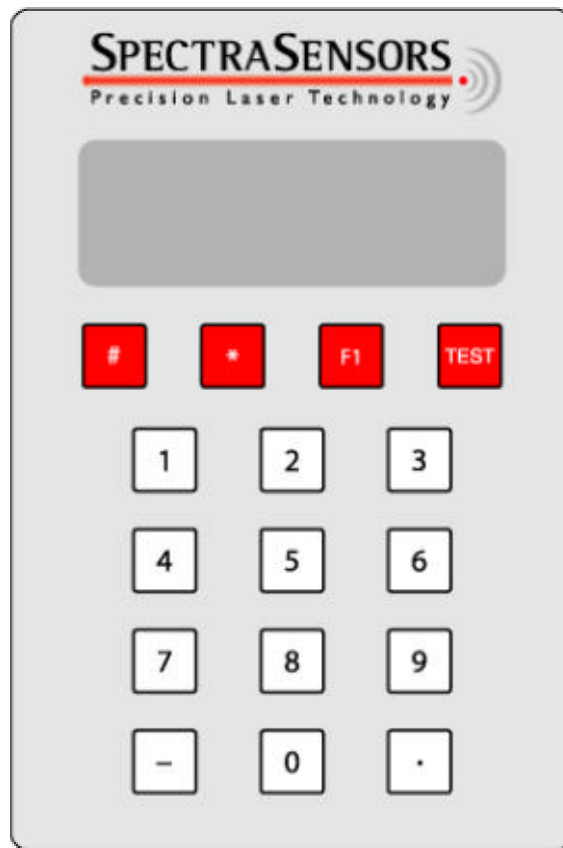 SPECTRASENSORS
Precision Laser Technology
# * F1 TEST
1 2 3
4 5 6
7 8 9
– 0 ·